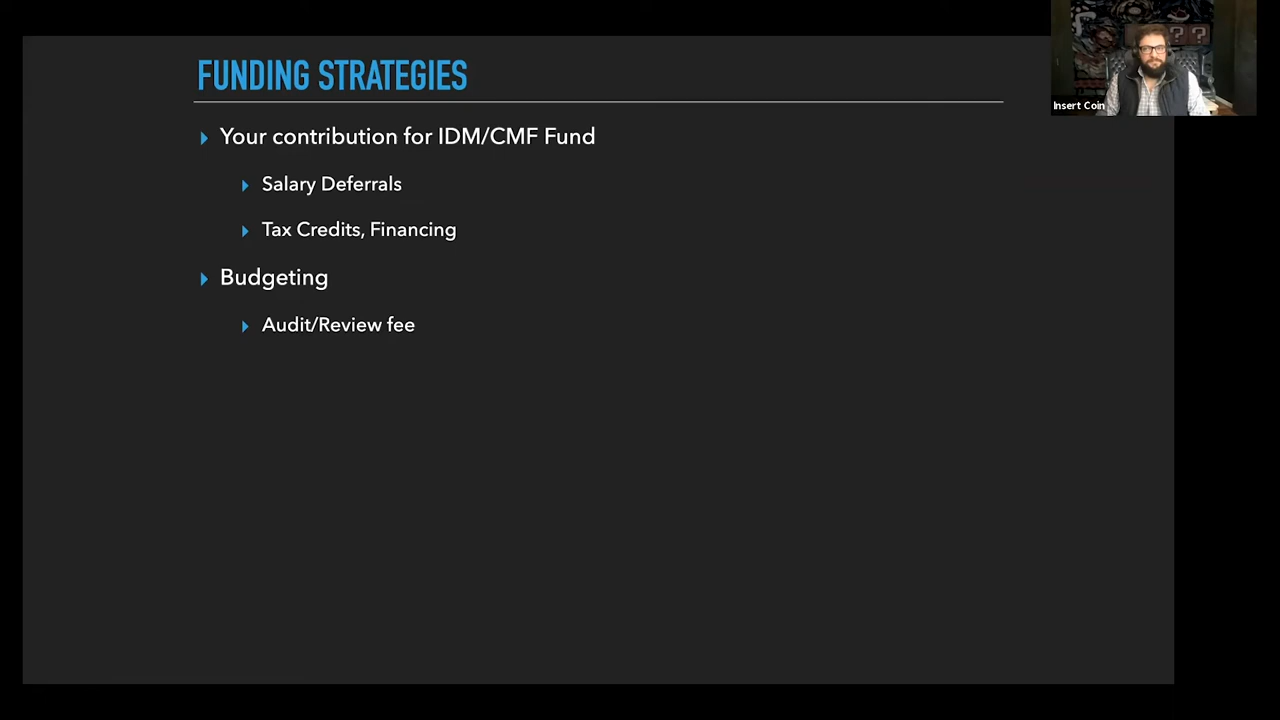 FUNDING STRATEGIES
Your contribution for IDM/CMF Fund
Salary Deferrals
Tax Credits, Financing
Budgeting
Audit/Review fee
Insert Coin
? ?